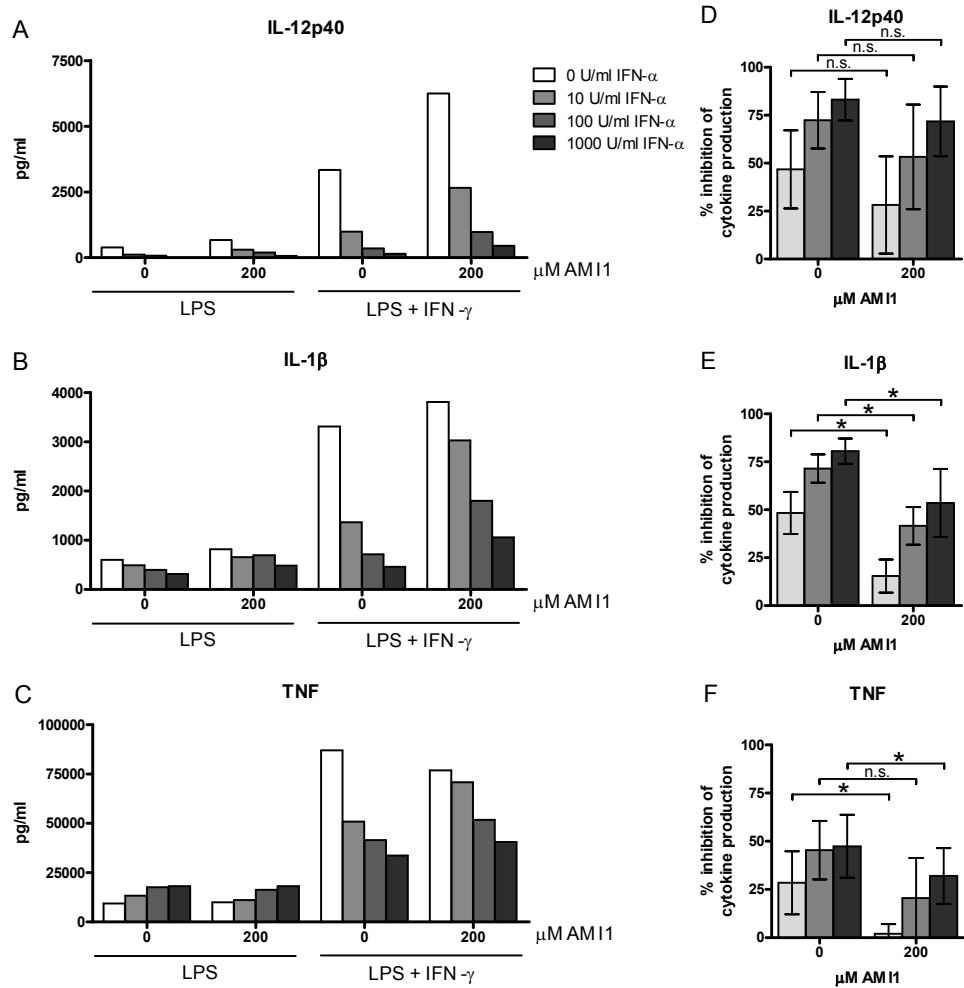 A
IL-12p40
7500
5000
2500
0
pg/ml
0 U/ml IFN-α
10 U/ml IFN-α
100 U/ml IFN-α
1000 U/ml IFN-α
0 200 0 200 μM AMI1
LPS LPS + IFN-γ
D
IL-12p40
n.s.
n.s.
n.s.
100
75
50
25
0
% inhibition of
cytokine production
0 200
μM AMI1
B
IL-1β
4000
3000
2000
1000
0
pg/ml
0 200 0 200 μM AMI1
LPS LPS + IFN-γ
E
IL-1β
*
*
*
100
75
50
25
0
% inhibition of
cytokine production
0 200
μM AMI1
C
TNF
100000
75000
50000
25000
0
pg/ml
0 200 0 200 μM AMI1
LPS LPS + IFN-γ
F
TNF
*
n.s.
*
100
75
50
25
0
% inhibition of
cytokine production
0 200
μM AMI1